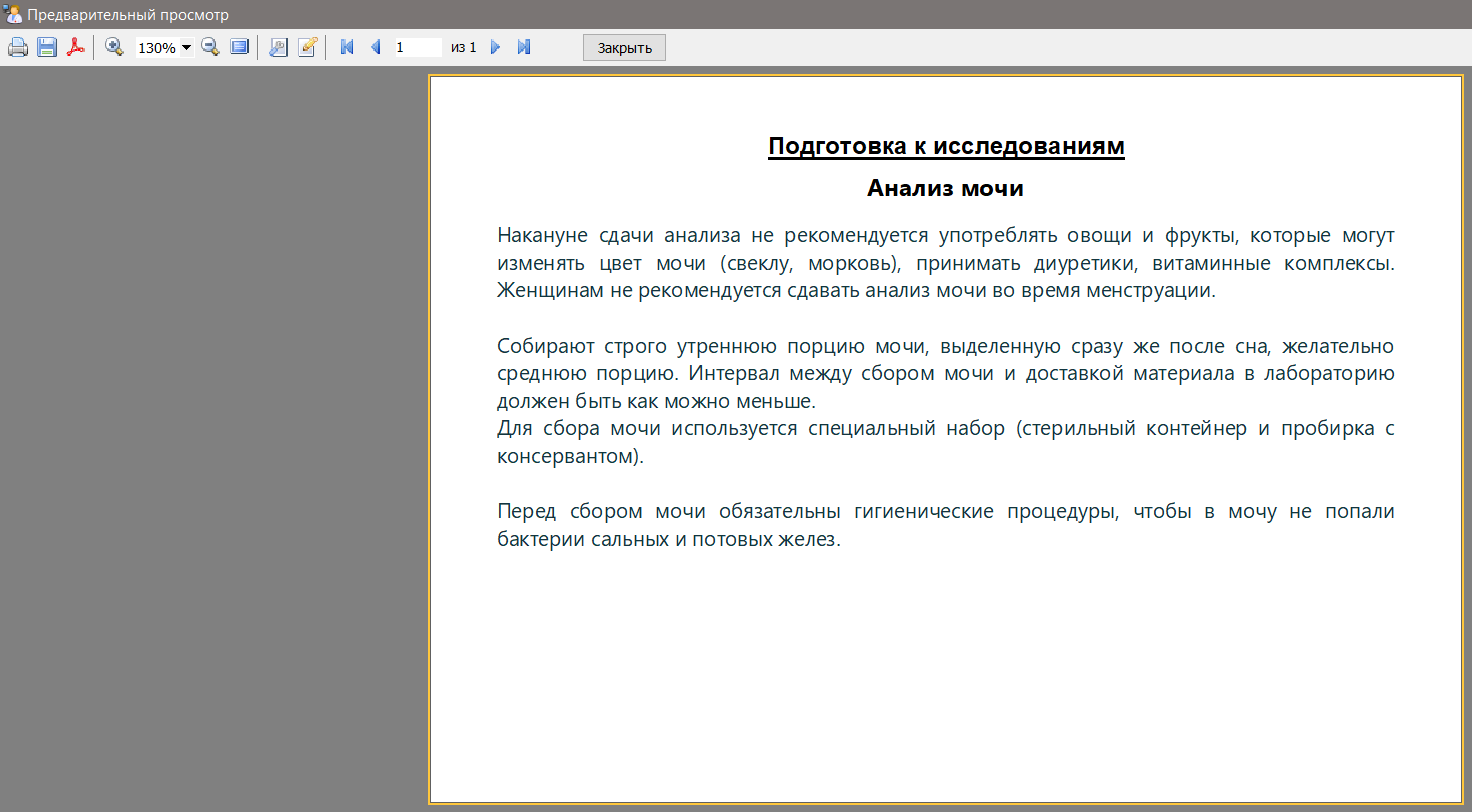 Предварительный просмотр
130% 1 из 1 Закрыть
Подготовка к исследованиям
Анализ мочи
Накануне сдачи анализа не рекомендуется употреблять овощи и фрукты, которые могут
изменять цвет мочи (свеклу, морковь), принимать диуретики, витаминные комплексы.
Женщинам не рекомендуется сдавать анализ мочи во время менструации.
Собирают строго утреннюю порцию мочи, выделенную сразу же после сна, желательно
среднюю порцию. Интервал между сбором мочи и доставкой материала в лабораторию
должен быть как можно меньше.
Для сбора мочи используется специальный набор (стерильный контейнер и пробирка с
консервантом).
Перед сбором мочи обязательны гигиенические процедуры, чтобы в мочу не попали
бактерии сальных и потовых желез.